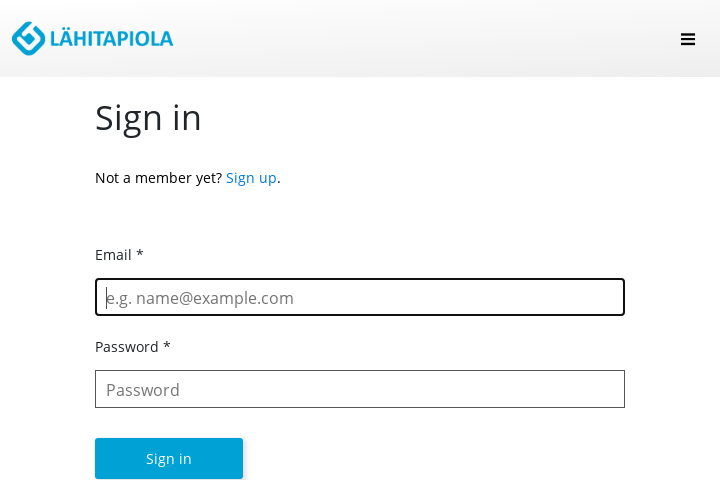 LÄHITAPIOLA
Sign in
Not a member yet? Sign up.
Email *
e.g. name@example.com
Password *
Password
Sign in